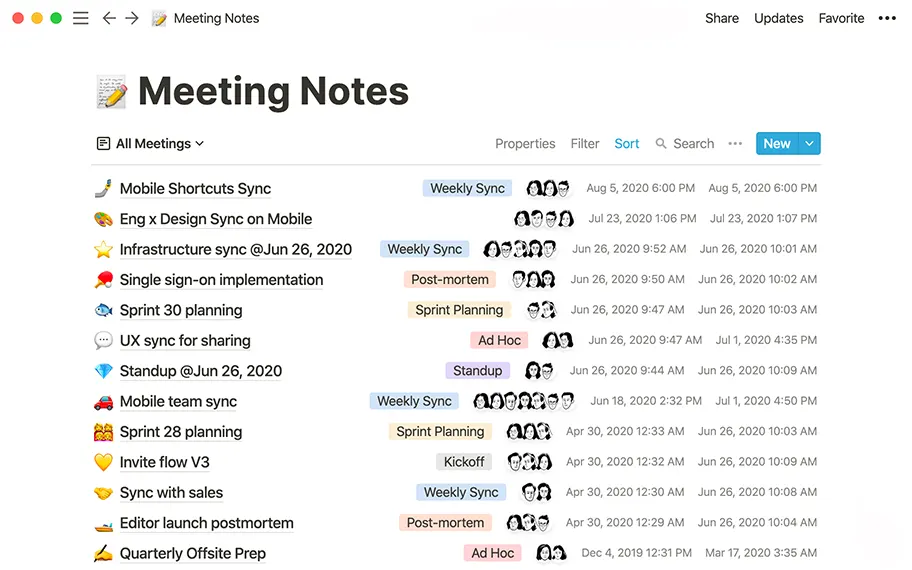 Meeting Notes Share Updates Favorite
Meeting Notes
All Meetings Properties Filter Sort Search New
Mobile Shortcuts Sync Weekly Sync Aug 5, 2020 6:00 PM Aug 5, 2020 6:00 PM
Eng x Design Sync on Mobile Jul 23, 2020 1:06 PM Jul 23, 2020 1:07 PM
Infrastructure sync @Jun 26, 2020 Weekly Sync Jun 26, 2020 9:52 AM Jun 26, 2020 10:01 AM
Single sign-on implementation Post-mortem Jun 26, 2020 9:50 AM Jun 26, 2020 10:02 AM
Sprint 30 planning Sprint Planning Jun 26, 2020 9:47 AM Jun 26, 2020 10:03 AM
UX sync for sharing Ad Hoc Jun 26, 2020 9:47 AM Jul 1, 2020 4:35 PM
Standup @Jun 26, 2020 Standup Jun 26, 2020 9:44 AM Jun 26, 2020 10:09 AM
Mobile team sync Weekly Sync Jun 18, 2020 2:32 PM Jul 1, 2020 4:50 PM
Sprint 28 planning Sprint Planning Apr 30, 2020 12:33 AM Jun 26, 2020 10:03 AM
Invite flow V3 Kickoff Apr 30, 2020 12:32 AM Jun 26, 2020 10:09 AM
Sync with sales Weekly Sync Apr 30, 2020 12:30 AM Jun 26, 2020 10:08 AM
Editor launch postmortem Post-mortem Apr 30, 2020 12:29 AM Jun 26, 2020 10:04 AM
Quarterly Offsite Prep Ad Hoc Dec 4, 2019 12:31 PM Mar 17, 2020 3:35 AM